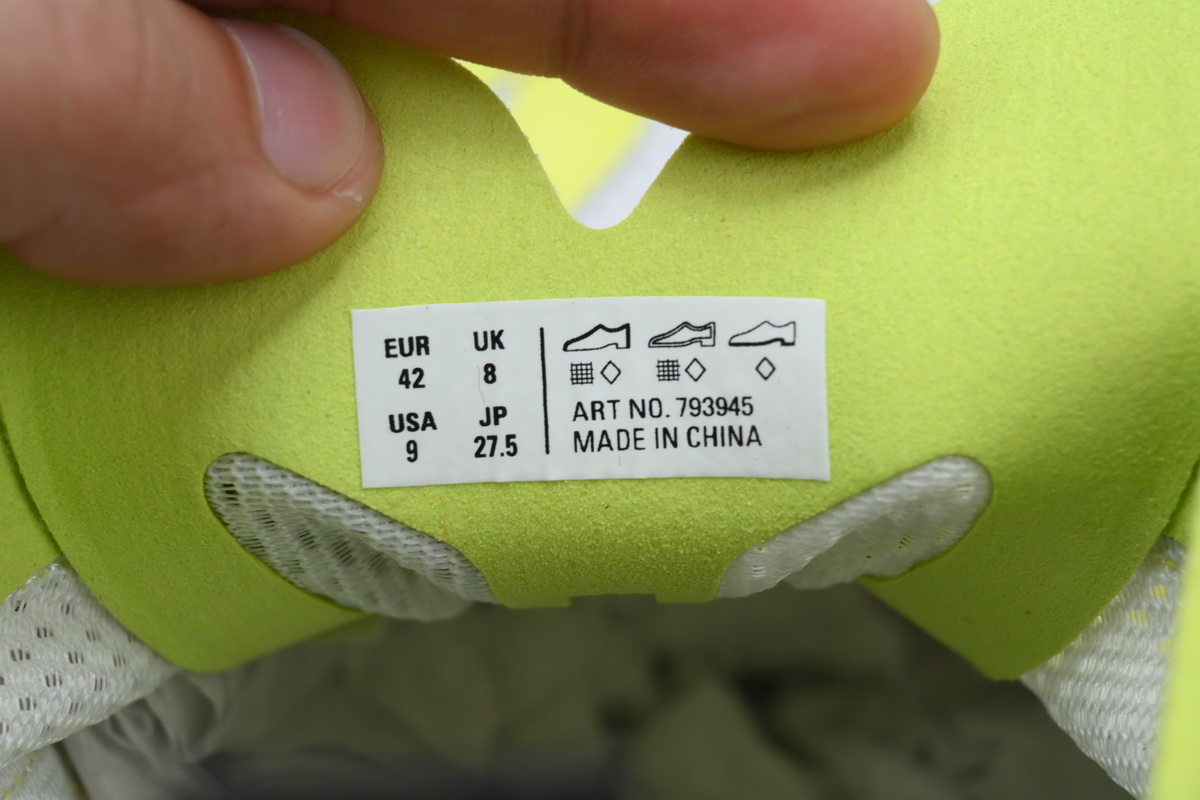 EUR UK
42 8
USA JP
9 27.5
ART NO. 793945
MADE IN CHINA